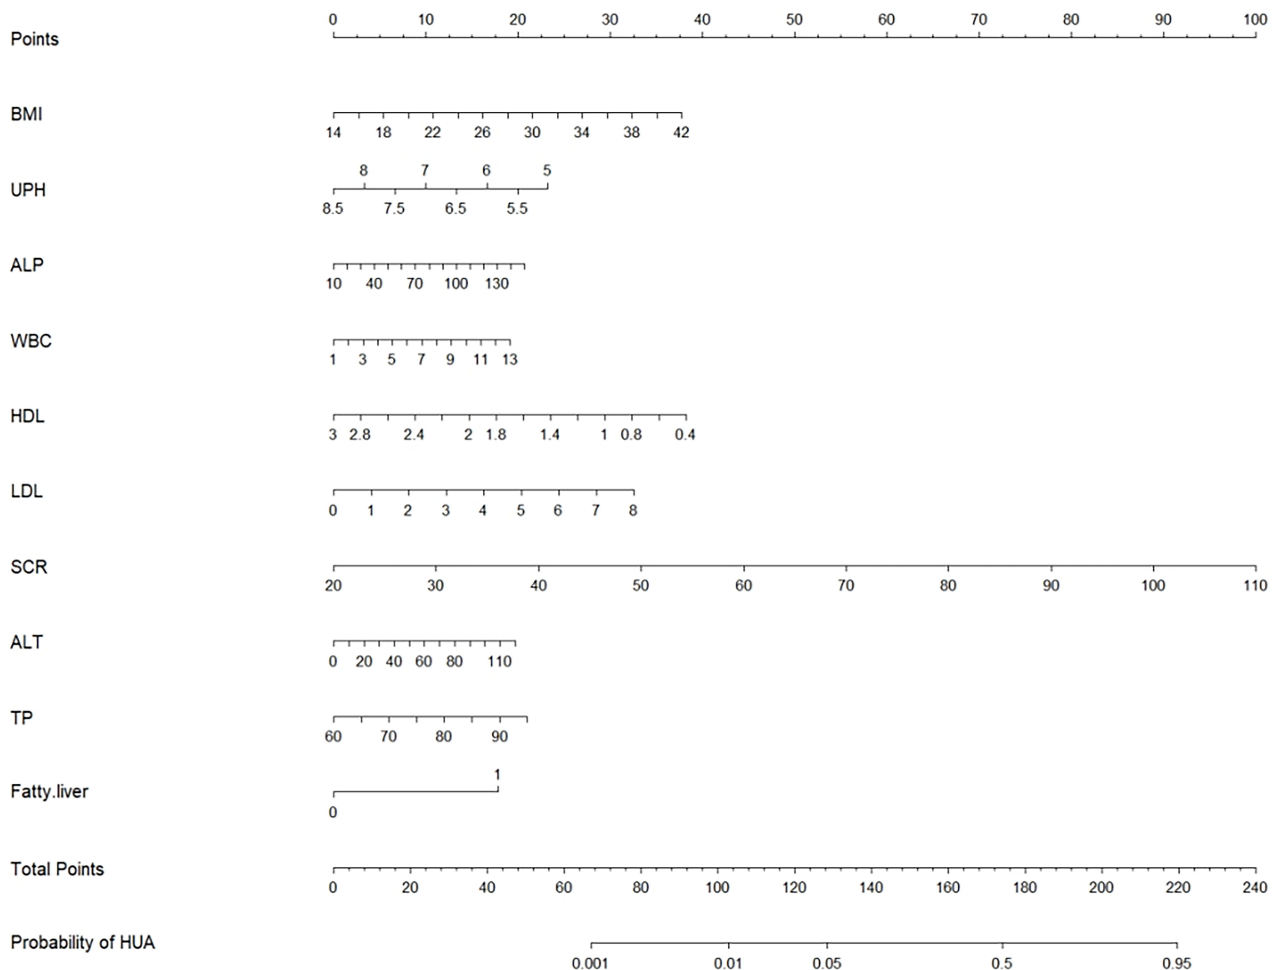 0 10 20 30 40 50 60 70 80 90 100
Points
BMI
14 18 22 26 30 34 38 42
8 7 6 5
UPH
8.5 7.5 6.5 5.5
ALP
10 40 70 100 130
WBC
1 3 5 7 9 11 13
HDL
3 2.8 2.4 2 1.8 1.4 1 0.8 0.4
LDL
0 1 2 3 4 5 6 7 8
SCR
20 30 40 50 60 70 80 90 100 110
ALT
0 20 40 60 80 110
TP
60 70 80 90
1
Fatty.liver
0
Total Points
0 20 40 60 80 100 120 140 160 180 200 220 240
Probability of HUA
0.001 0.01 0.05 0.5 0.95